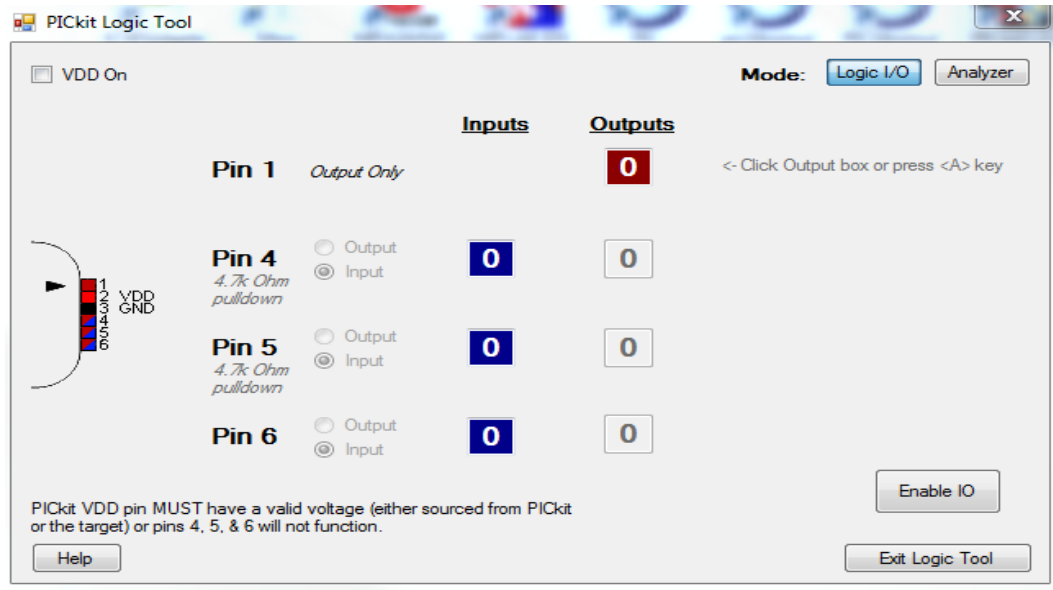 PICkit Logic Tool
x
VDD On
Mode: Logic I/O Analyzer
Inputs Outputs
Pin 1 Output Only 0 <- Click Output box or press <A> key
Pin 4 Output 0 0
4.7k Ohm Input
pulldown
1
2 VDD
3 GND
4
5
6
Pin 5 Output 0 0
4.7k Ohm Input
pulldown
Pin 6 Output 0 0
Input
Enable IO
PICkit VDD pin MUST have a valid voltage (either sourced from PICkit
or the target) or pins 4, 5, & 6 will not function.
Help Exit Logic Tool